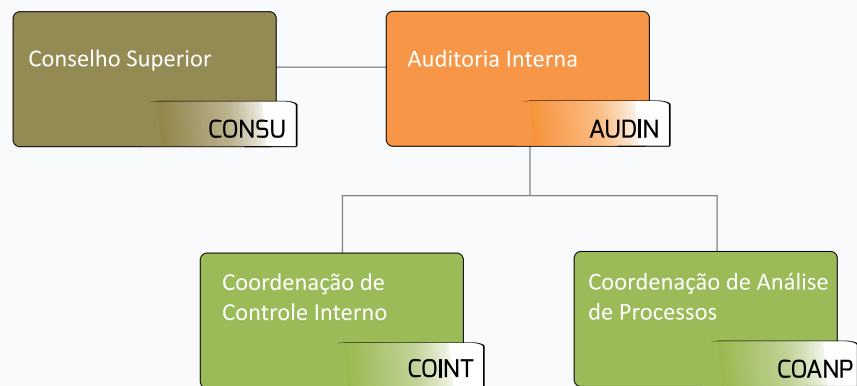 Conselho Superior
CONSU
Auditoria Interna
AUDIN
Coordenação de
Controle Interno
COINT
Coordenação de Análise
de Processos
COANP